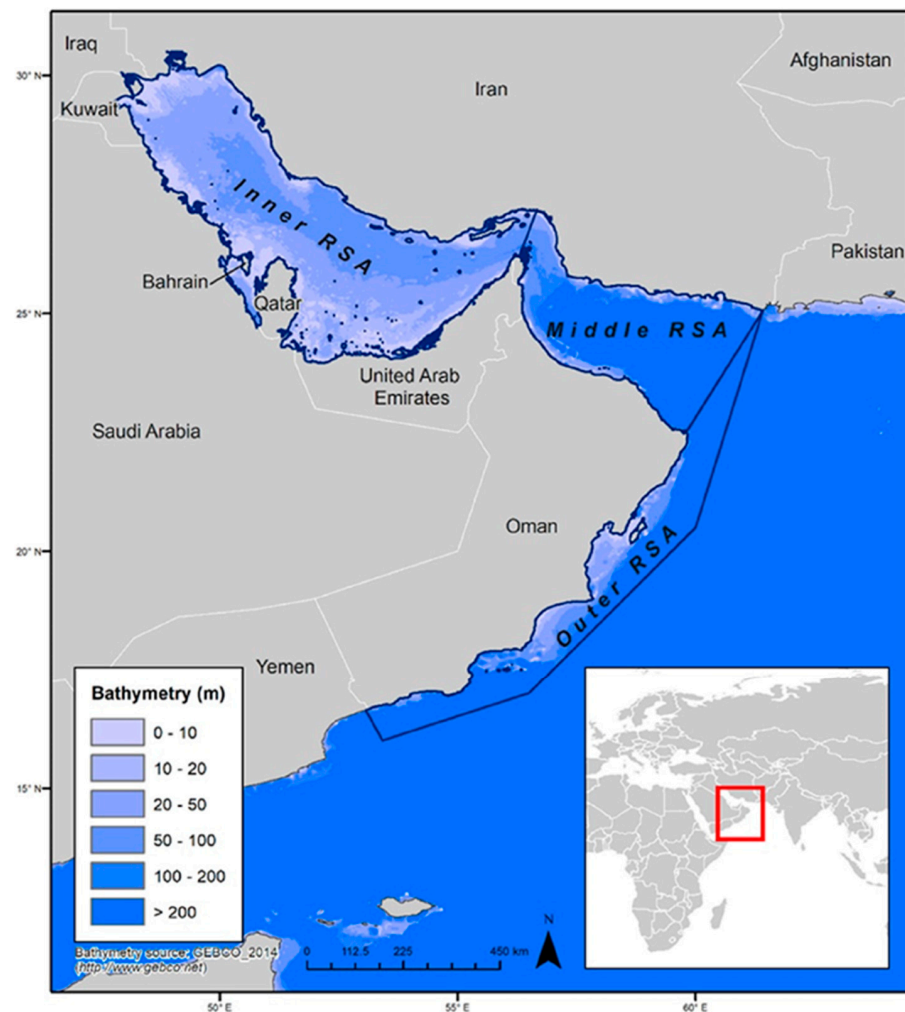 Iraq
Afghanistan
30° N
Iran
Kuwait
Inner RSA
Pakistan
Bahrain
Qatar
25° N
Middle RSA
United Arab
Emirates
Saudi Arabia
Oman
20° N
Outer RSA
Yemen
Bathymetry (m)
0 - 10
10 - 20
20 - 50
50 - 100
100 - 200
> 200
15° N
Bathymetry source: GEBCO_2014
(http://www.gebco.net)
0 112.5 225 450 km
N
50° E 55° E 60° E